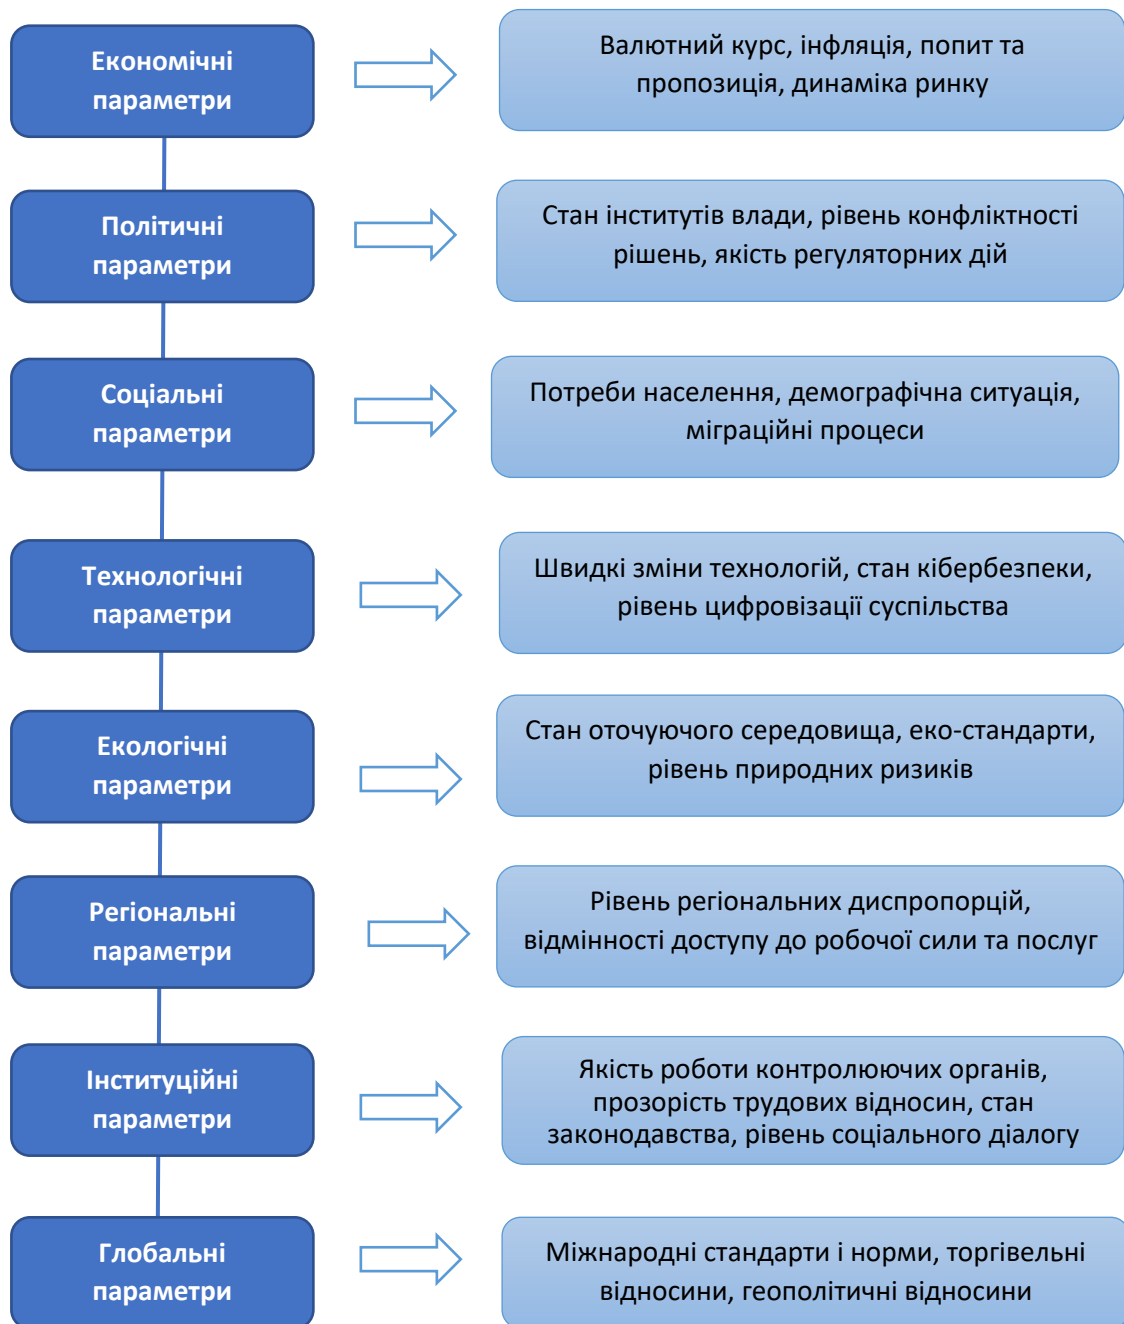 Економічні
параметри
Валютний курс, інфляція, попит та
пропозиція, динаміка ринку
Політичні
параметри
Стан інститутів влади, рівень конфліктності
рішень, якість регуляторних дій
Соціальні
параметри
Потреби населення, демографічна ситуація,
міграційні процеси
Технологічні
параметри
Швидкі зміни технологій, стан кібербезпеки,
рівень цифровізації суспільства
Екологічні
параметри
Стан оточуючого середовища, еко-стандарти,
рівень природних ризиків
Регіональні
параметри
Рівень регіональних диспропорцій,
відмінності доступу до робочої сили та послуг
Інституційні
параметри
Якість роботи контролюючих органів,
прозорість трудових відносин, стан
законодавства, рівень соціального діалогу
Глобальні
параметри
Міжнародні стандарти і норми, торгівельні
відносини, геополітичні відносини